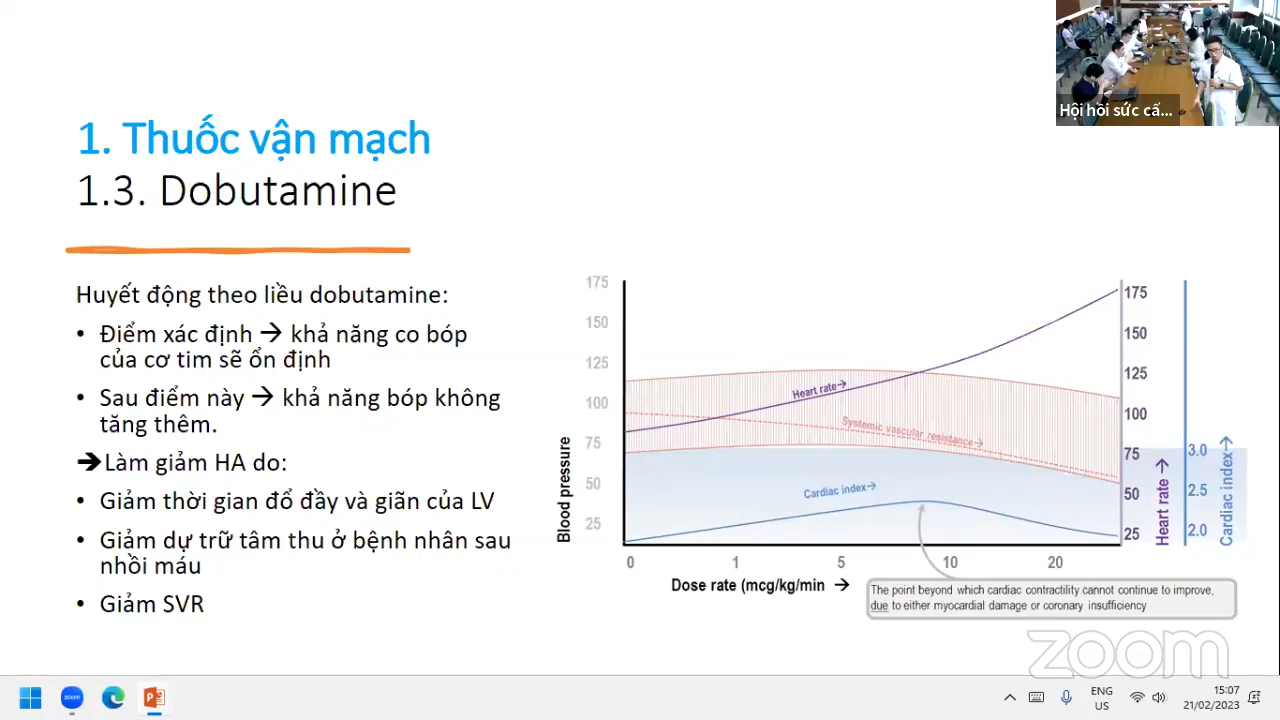 Hội hồi sức cấ...
1. Thuốc vận mạch
1.3. Dobutamine
Huyết động theo liều dobutamine:
• Điểm xác định → khả năng co bóp
của cơ tim sẽ ổn định
• Sau điểm này → khả năng bóp không
tăng thêm.
➔Làm giảm HA do:
• Giảm thời gian đổ đầy và giãn của LV
• Giảm dự trữ tâm thu ở bệnh nhân sau
nhồi máu
• Giảm SVR
Blood pressure
175
150
125
100
75
50
25
Heart rate→
Systemic vascular resistance→
Cardiac index→
175
150
125
100
75
50
25
Heart rate →
3.0
2.5
2.0
Cardiac index→
0 1 5 10 20
Dose rate (mcg/kg/min →
The point beyond which cardiac contractility cannot continue to improve,
due to either myocardial damage or coronary insufficiency
zoom
zoom
ENG
US
15:07
21/02/2023